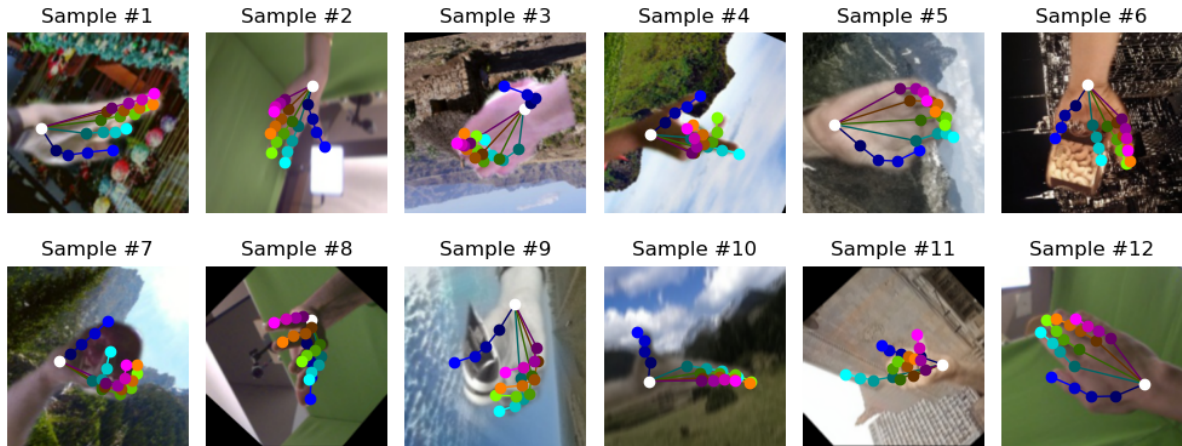 Sample #1
Sample #2
Sample #3
Sample #4
Sample #5
Sample #6
Sample #7
Sample #8
Sample #9
Sample #10
Sample #11
Sample #12